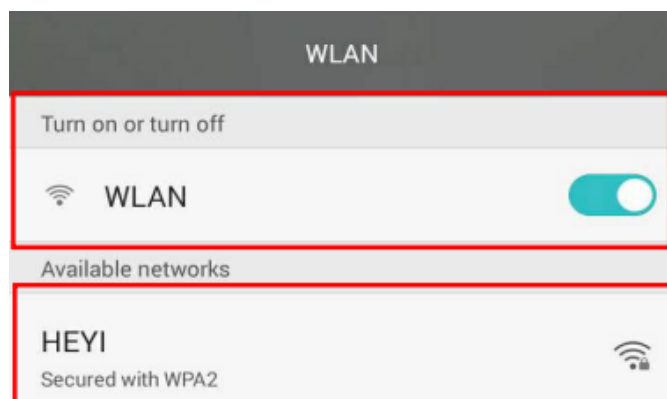 WLAN
Turn on or turn off
WLAN
Available networks
HEYI
Secured with WPA2